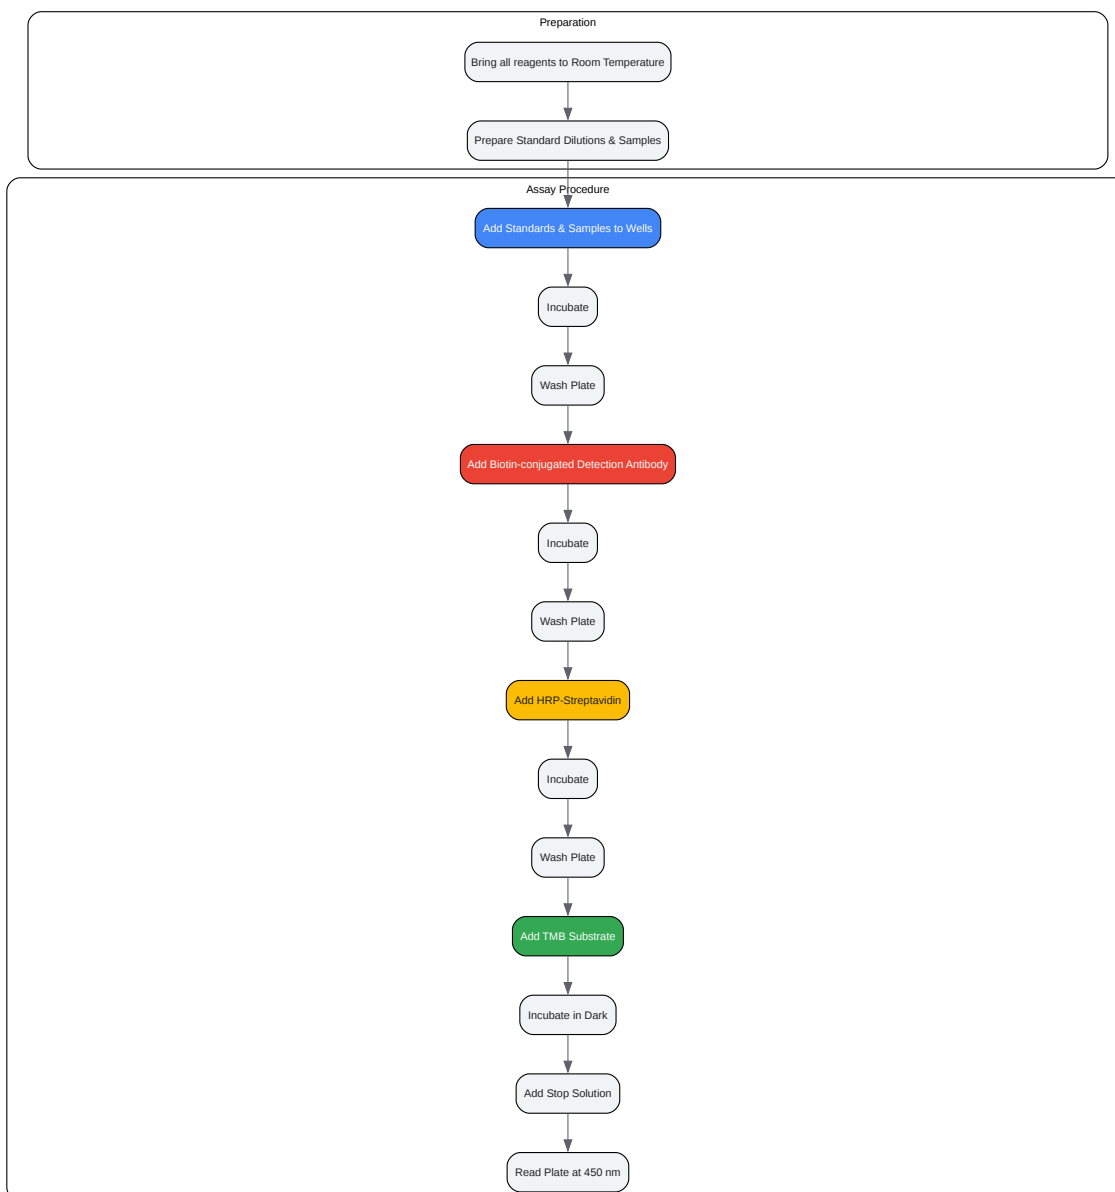 Preparation
Bring all reagents to Room Temperature
Prepare Standard Dilutions & Samples
Assay Procedure
Add Standards & Samples to Wells
Incubate
Wash Plate
Add Biotin-conjugated Detection Antibody
Incubate
Wash Plate
Add HRP-Streptavidin
Incubate
Wash Plate
Add TMB Substrate
Incubate in Dark
Add Stop Solution
Read Plate at 450 nm